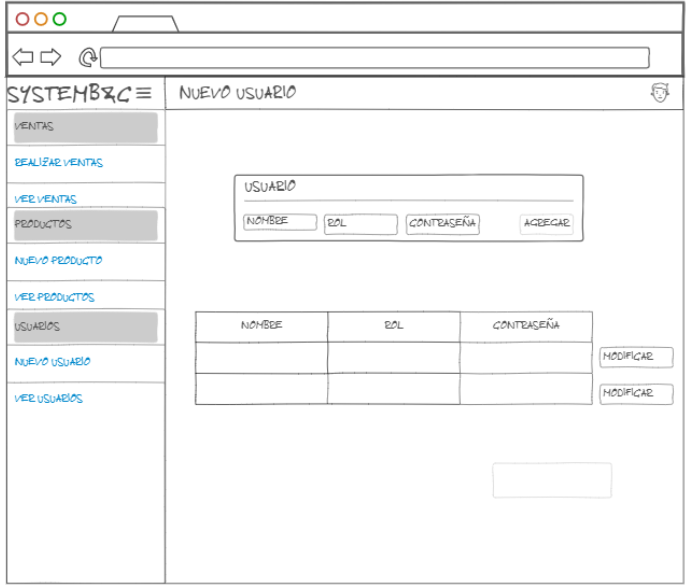 SYSTEMB&C
NUEVO USUARIO
VENTAS
REALIZAR VENTAS
VER VENTAS
PRODUCTOS
NUEVO PRODUCTO
VER PRODUCTOS
USUARIOS
NUEVO USUARIO
VER USUARIOS
USUARIO
NOMBRE ROL CONTRASEÑA AGREGAR
NOMBRE ROL CONTRASEÑA
MODIFICAR
MODIFICAR